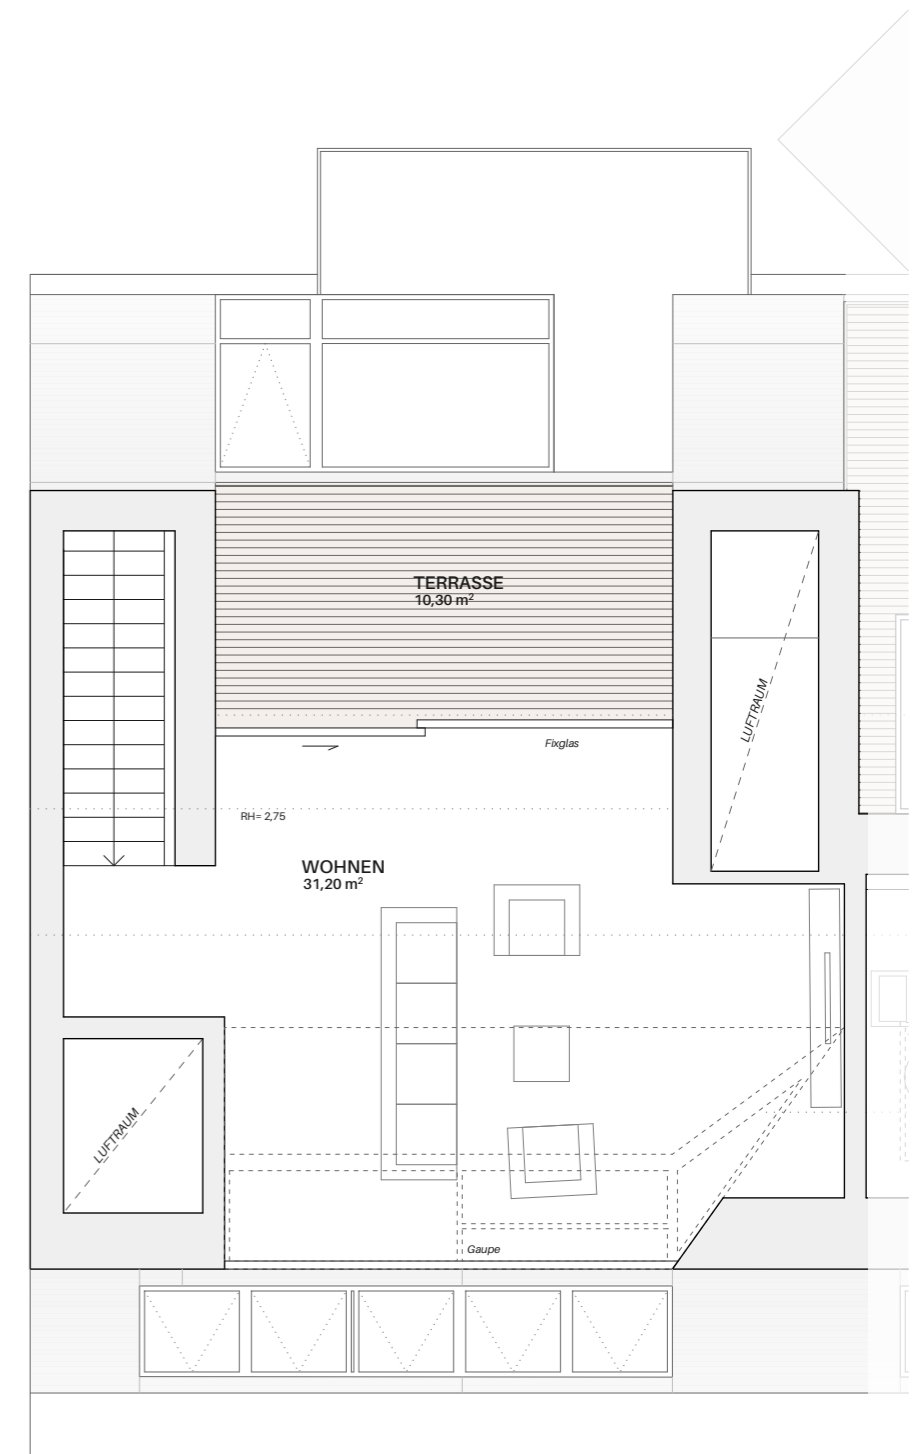 TERRASSE
10,30 m²
LUFTRAUM
Fixglas
RH= 2,75
WOHNEN
31,20 m²
LUFTRAUM
Gaupe